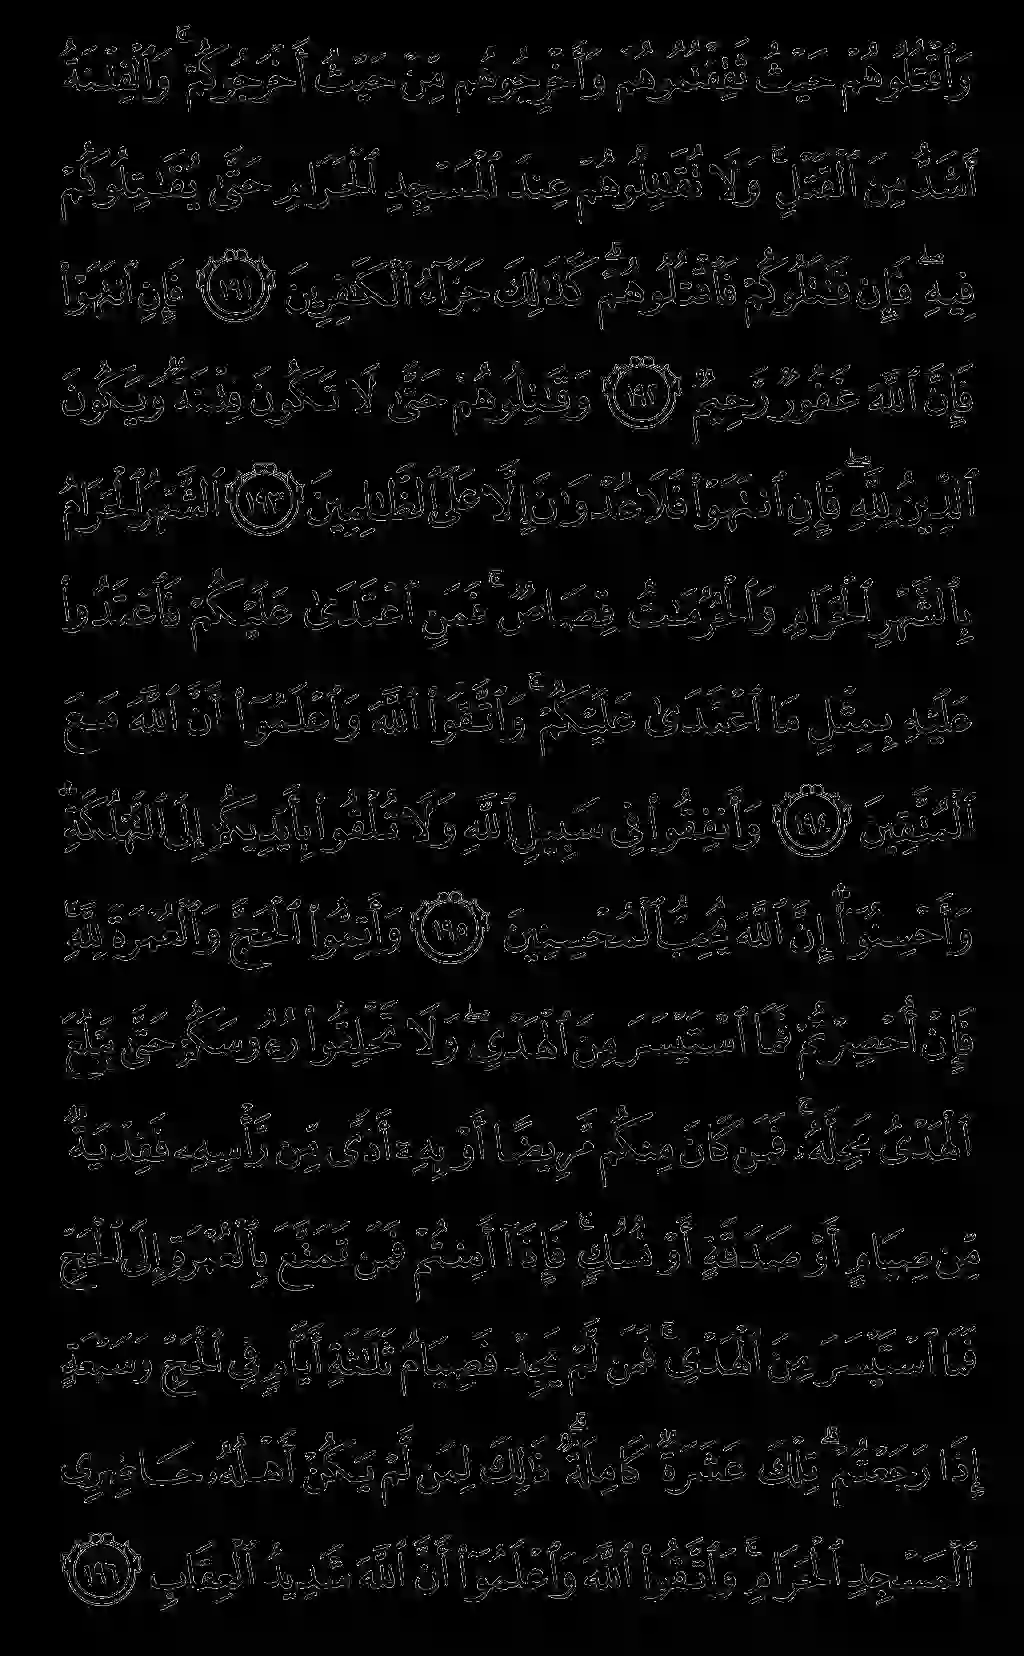 وَٱقْتُلُوهُمْ حَيْثُ ثَقِفْتُمُوهُمْ وَأَخْرِجُوهُم مِّنْ حَيْثُ أَخْرَجُوكُمْ ۚ وَٱلْفِتْنَةُ
أَشَدُّ مِنَ ٱلْقَتْلِ ۚ وَلَا تُقَٰتِلُوهُمْ عِندَ ٱلْمَسْجِدِ ٱلْحَرَامِ حَتَّىٰ يُقَٰتِلُوكُمْ
فِيهِ ۖ فَإِن قَٰتَلُوكُمْ فَٱقْتُلُوهُمْ ۗ كَذَٰلِكَ جَزَآءُ ٱلْكَٰفِرِينَ ١٩١ فَإِنِ ٱنتَهَوْا۟
فَإِنَّ ٱللَّهَ غَفُورٌ رَّحِيمٌ ١٩٢ وَقَٰتِلُوهُمْ حَتَّىٰ لَا تَكُونَ فِتْنَةٌ وَيَكُونَ
ٱلدِّينُ لِلَّهِ ۖ فَإِنِ ٱنتَهَوْا۟ فَلَا عُدْوَٰنَ إِلَّا عَلَى ٱلظَّٰلِمِينَ ١٩٣ ٱلشَّهْرُ ٱلْحَرَامُ
بِٱلشَّهْرِ ٱلْحَرَامِ وَٱلْحُرُمَٰتُ قِصَاصٌ ۚ فَمَنِ ٱعْتَدَىٰ عَلَيْكُمْ فَٱعْتَدُوا۟
عَلَيْهِ بِمِثْلِ مَا ٱعْتَدَىٰ عَلَيْكُمْ ۚ وَٱتَّقُوا۟ ٱللَّهَ وَٱعْلَمُوٓا۟ أَنَّ ٱللَّهَ مَعَ
ٱلْمُتَّقِينَ ١٩٤ وَأَنفِقُوا۟ فِى سَبِيلِ ٱللَّهِ وَلَا تُلْقُوا۟ بِأَيْدِيكُمْ إِلَى ٱلتَّهْلُكَةِ ۛ
وَأَحْسِنُوٓا۟ ۛ إِنَّ ٱللَّهَ يُحِبُّ ٱلْمُحْسِنِينَ ١٩٥ وَأَتِمُّوا۟ ٱلْحَجَّ وَٱلْعُمْرَةَ لِلَّهِ ۚ
فَإِنْ أُحْصِرْتُمْ فَمَا ٱسْتَيْسَرَ مِنَ ٱلْهَدْىِ ۖ وَلَا تَحْلِقُوا۟ رُءُوسَكُمْ حَتَّىٰ يَبْلُغَ
ٱلْهَدْىُ مَحِلَّهُۥ ۚ فَمَن كَانَ مِنكُم مَّرِيضًا أَوْ بِهِۦٓ أَذًى مِّن رَّأْسِهِۦ فَفِدْيَةٌ
مِّن صِيَامٍ أَوْ صَدَقَةٍ أَوْ نُسُكٍ ۚ فَإِذَآ أَمِنتُمْ فَمَن تَمَتَّعَ بِٱلْعُمْرَةِ إِلَى ٱلْحَجِّ
فَمَا ٱسْتَيْسَرَ مِنَ ٱلْهَدْىِ ۚ فَمَن لَّمْ يَجِدْ فَصِيَامُ ثَلَٰثَةِ أَيَّامٍ فِى ٱلْحَجِّ وَسَبْعَةٍ
إِذَا رَجَعْتُمْ ۗ تِلْكَ عَشَرَةٌ كَامِلَةٌ ۗ ذَٰلِكَ لِمَن لَّمْ يَكُنْ أَهْلُهُۥ حَاضِرِى
ٱلْمَسْجِدِ ٱلْحَرَامِ ۚ وَٱتَّقُوا۟ ٱللَّهَ وَٱعْلَمُوٓا۟ أَنَّ ٱللَّهَ شَدِيدُ ٱلْعِقَابِ ١٩٦